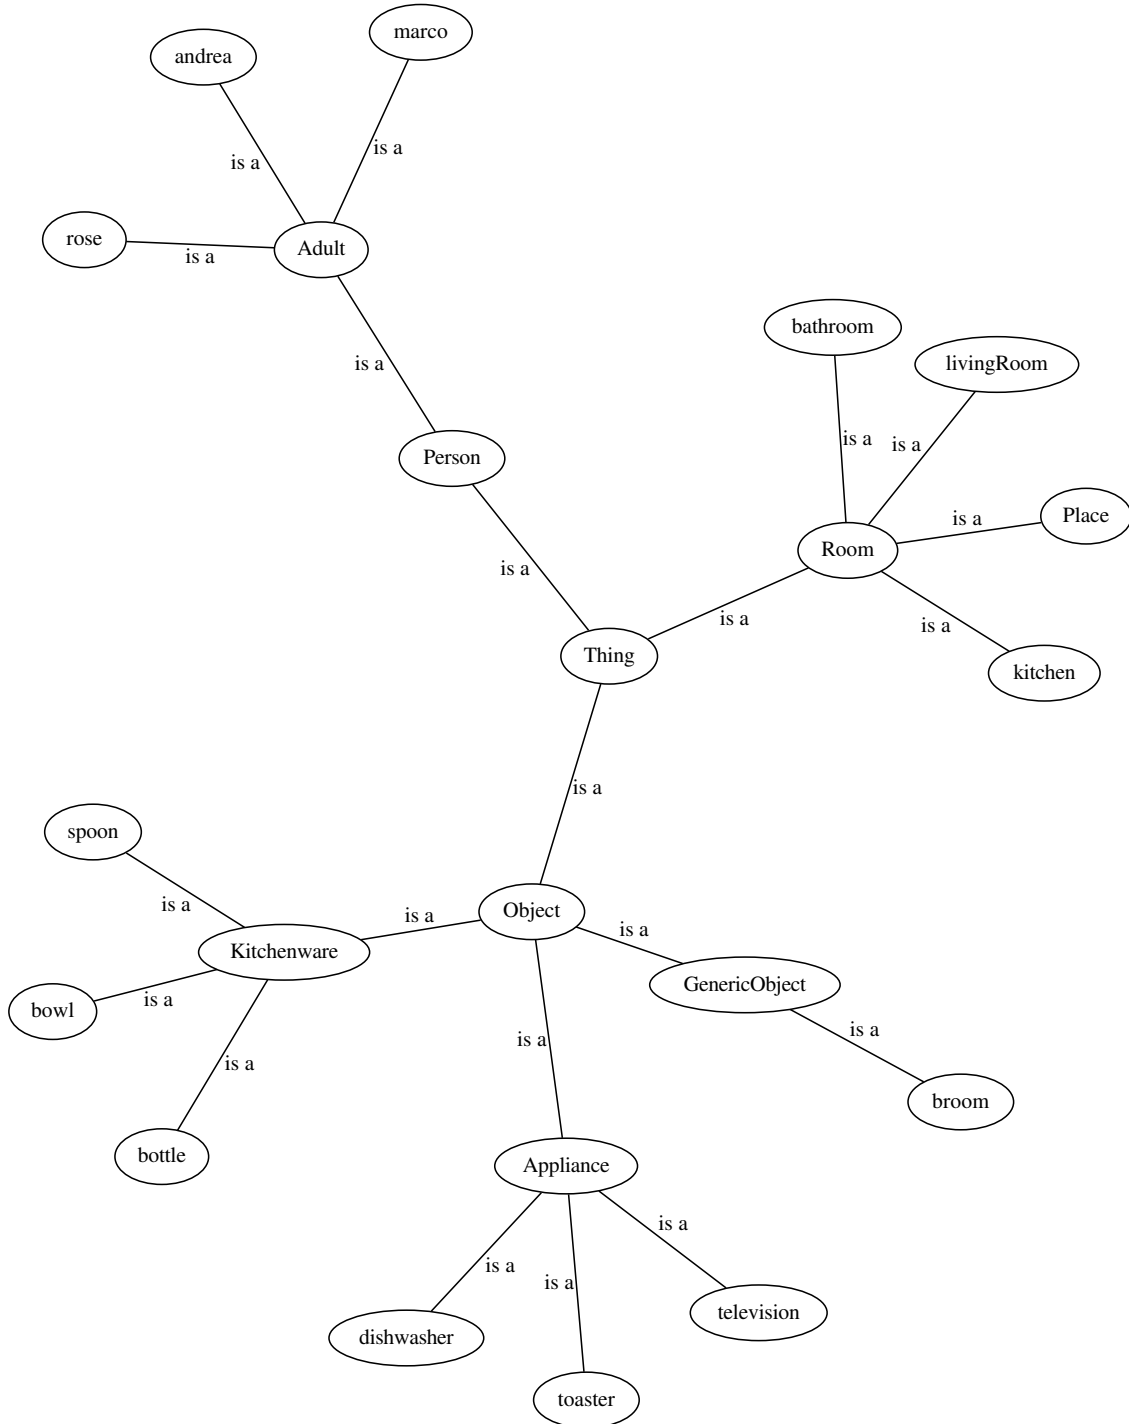 marco
andrea
is a
is a
rose
is a
Adult
bathroom
livingRoom
is a
is a
is a
Person
Place
is a
Room
is a
is a
is a
Thing
kitchen
is a
spoon
is a
is a
Object
is a
Kitchenware
GenericObject
is a
bowl
is a
is a
is a
broom
bottle
Appliance
is a
is a
is a
television
dishwasher
toaster